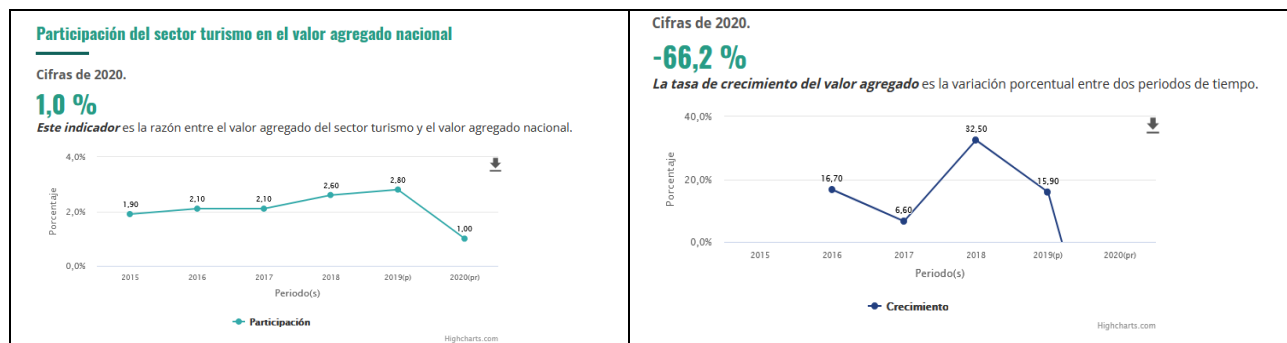 Participación del sector turismo en el valor agregado nacional
Cifras de 2020.
1,0 %
Este indicador es la razón entre el valor agregado del sector turismo y el valor agregado nacional.
4,0%
2,0%
0,0%
Porcentaje
1,90
2,10
2,10
2,60
2,80
1,00
2015
2016
2017
2018
2019(p)
2020(pr)
Periodo(s)
Participación
Highcharts.com
Cifras de 2020.
-66,2 %
La tasa de crecimiento del valor agregado es la variación porcentual entre dos periodos de tiempo.
40,0%
20,0%
0,0%
Porcentaje
16,70
6,60
32,50
15,90
2015
2016
2017
2018
2019(p)
2020(pr)
Periodo(s)
Crecimiento
Highcharts.com